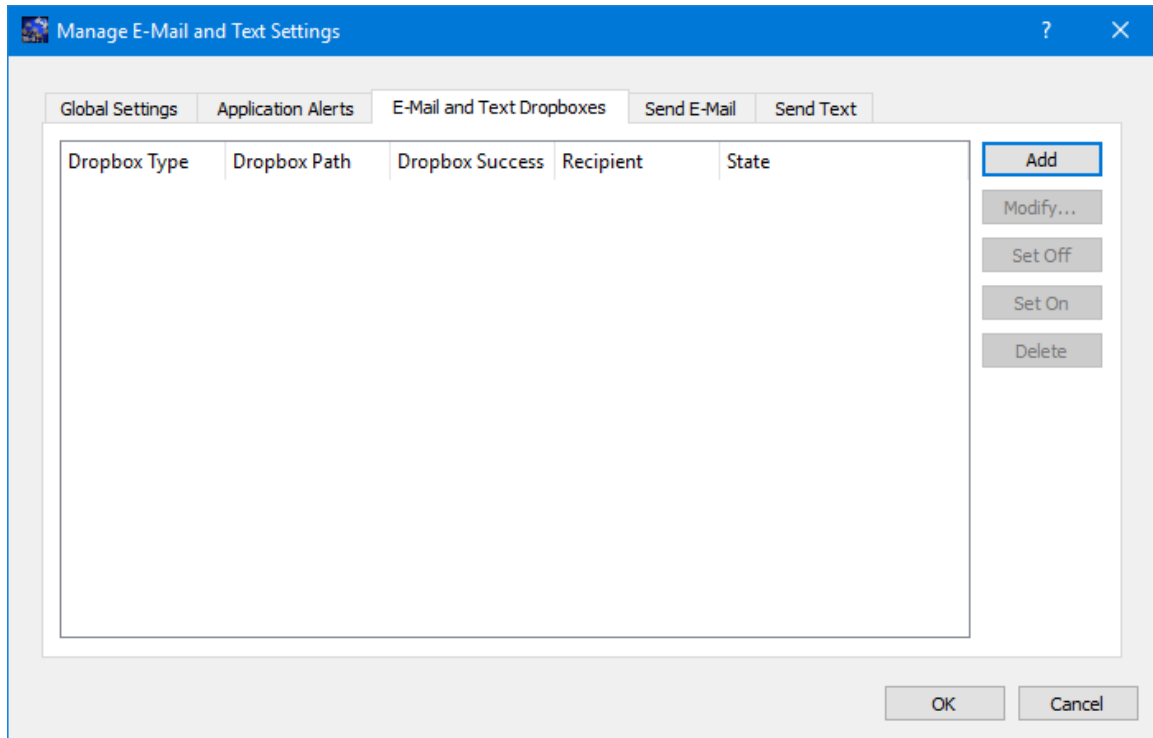 Manage E-Mail and Text Settings ?
Global Settings Application Alerts E-Mail and Text Dropboxes Send E-Mail Send Text
Dropbox Type Dropbox Path Dropbox Success Recipient State Add
Modify...
Set Off
Set On
Delete
OK Cancel